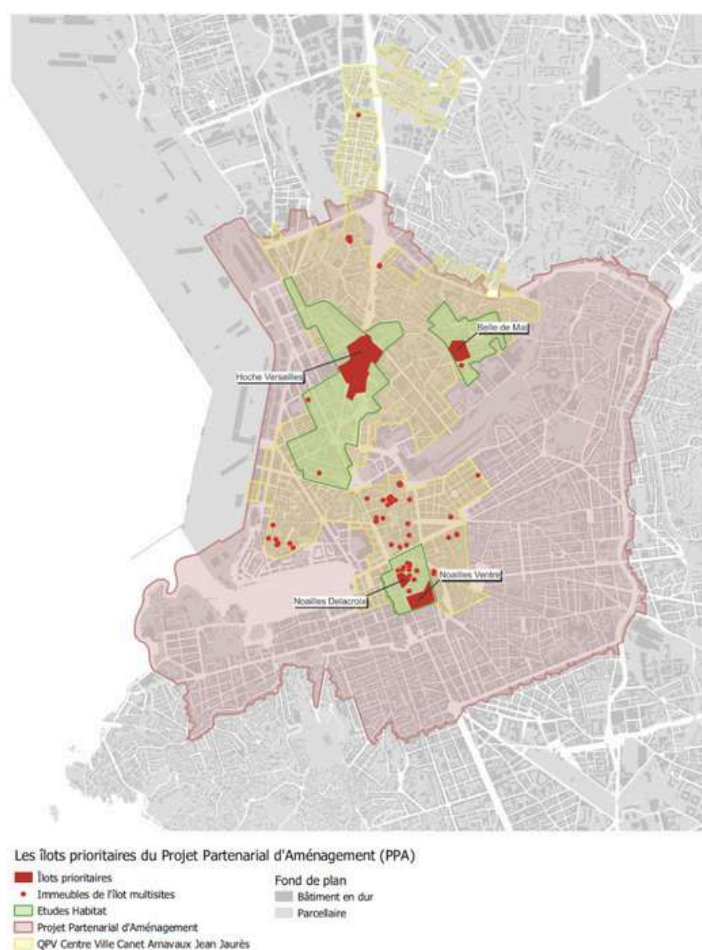 Belle de Mai
Hoche Versailles
Noailles Ventre
Noailles Delacroix
Les îlots prioritaires du Projet Partenarial d'Aménagement (PPA)
Îlots prioritaires
Immeubles de l'îlot multisites
Etudes Habitat
Projet Partenarial d'Aménagement
QPV Centre Ville Canet Arnavaux Jean Jaurès
Fond de plan
Bâtiment en dur
Parcellaire